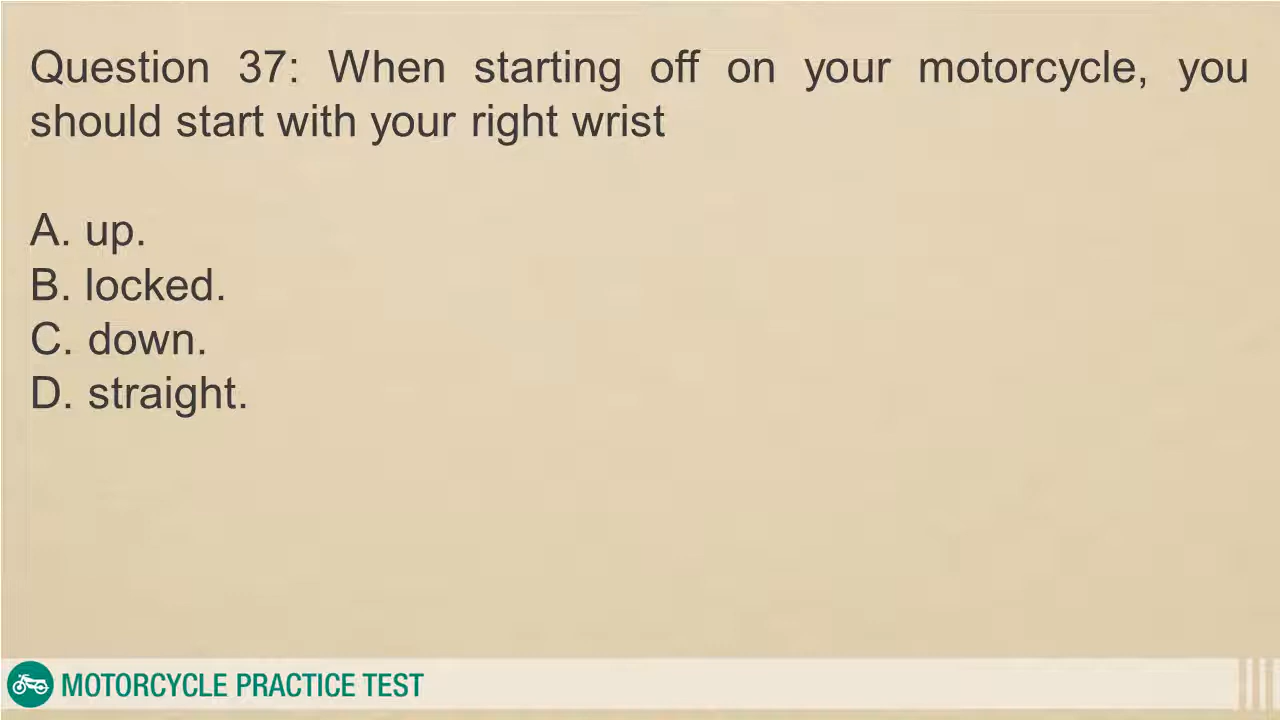 Question 37: When starting off on your motorcycle, you
should start with your right wrist
A. up.
B. locked.
C. down.
D. straight.
MOTORCYCLE PRACTICE TEST